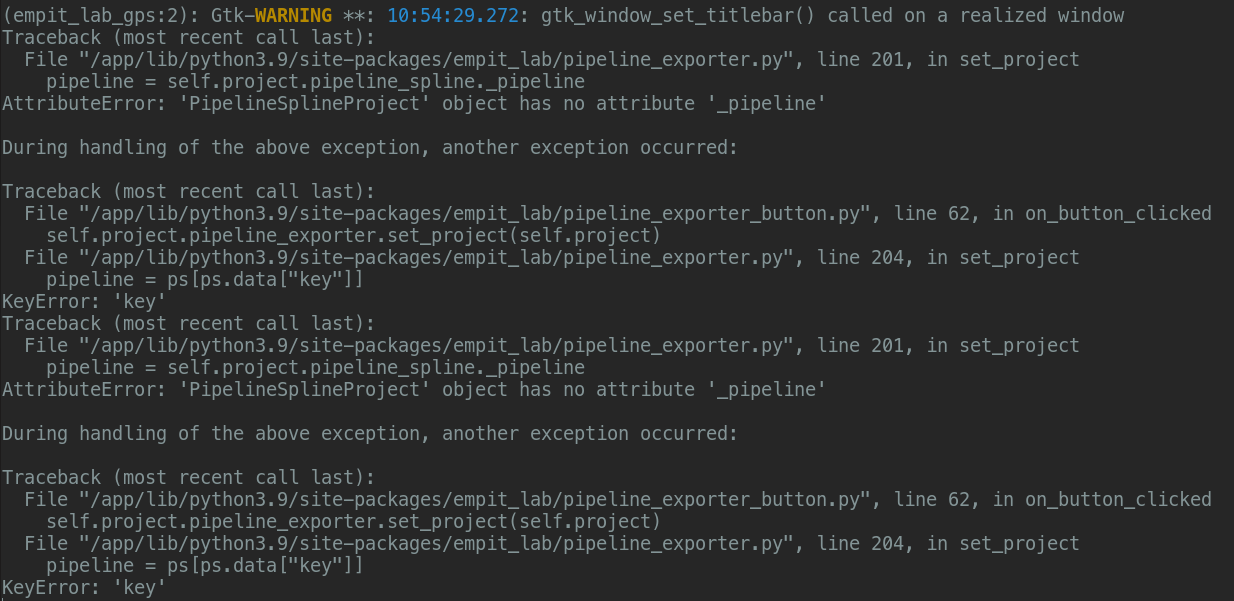 (empit_lab_gps:2): Gtk-WARNING **: 10:54:29.272: gtk_window_set_titlebar() called on a realized window
Traceback (most recent call last):
  File "/app/lib/python3.9/site-packages/empit_lab/pipeline_exporter.py", line 201, in set_project
    pipeline = self.project.pipeline_spline._pipeline
AttributeError: 'PipelineSplineProject' object has no attribute '_pipeline'

During handling of the above exception, another exception occurred:

Traceback (most recent call last):
  File "/app/lib/python3.9/site-packages/empit_lab/pipeline_exporter_button.py", line 62, in on_button_clicked
    self.project.pipeline_exporter.set_project(self.project)
  File "/app/lib/python3.9/site-packages/empit_lab/pipeline_exporter.py", line 204, in set_project
    pipeline = ps[ps.data["key"]]
KeyError: 'key'
Traceback (most recent call last):
  File "/app/lib/python3.9/site-packages/empit_lab/pipeline_exporter.py", line 201, in set_project
    pipeline = self.project.pipeline_spline._pipeline
AttributeError: 'PipelineSplineProject' object has no attribute '_pipeline'

During handling of the above exception, another exception occurred:

Traceback (most recent call last):
  File "/app/lib/python3.9/site-packages/empit_lab/pipeline_exporter_button.py", line 62, in on_button_clicked
    self.project.pipeline_exporter.set_project(self.project)
  File "/app/lib/python3.9/site-packages/empit_lab/pipeline_exporter.py", line 204, in set_project
    pipeline = ps[ps.data["key"]]
KeyError: 'key'